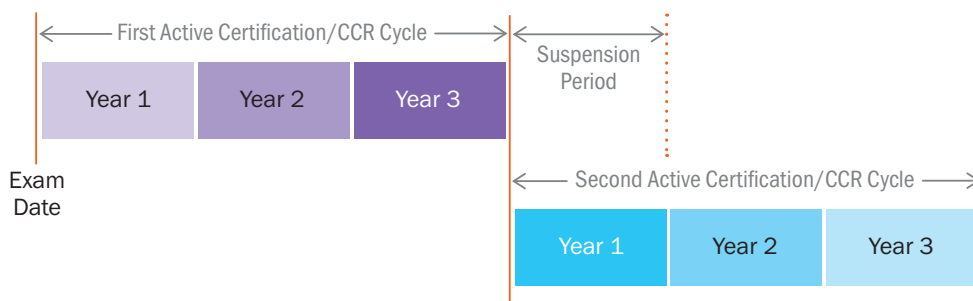 First Active Certification/CCR Cycle
Suspension
Period
Year 1
Year 2
Year 3
Exam
Date
Second Active Certification/CCR Cycle
Year 1
Year 2
Year 3